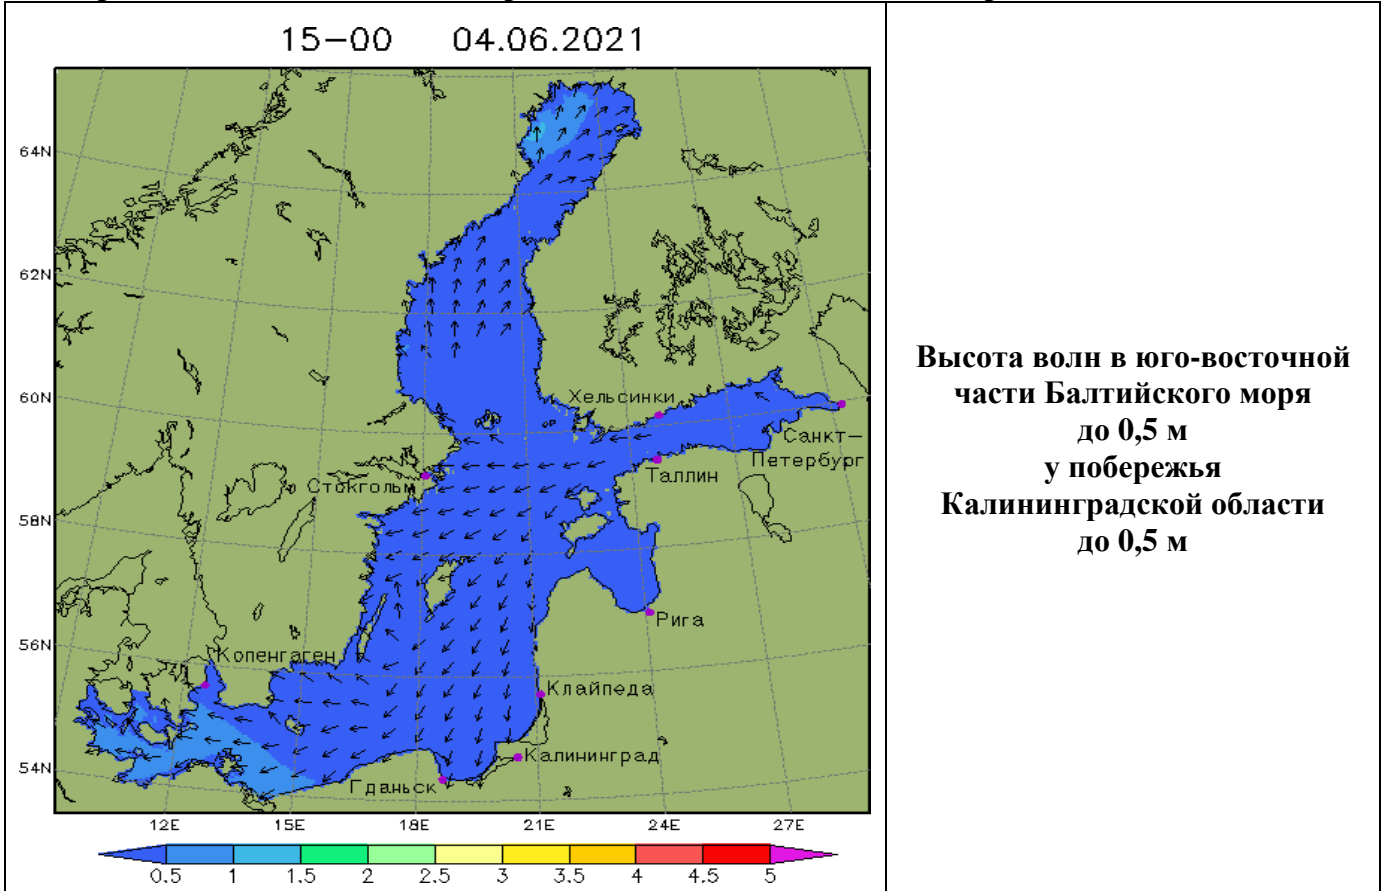 15-00 04.06.2021
64N
62N
60N
58N
56N
54N
Хельсинки
Санкт-
Петербург
Таллин
Стокгольм
Рига
Копенгаген
Клайпеда
Калининград
Гданьск
12E 15E 18E 21E 24E 27E
0.5 1 1.5 2 2.5 3 3.5 4 4.5 5
Высота волн в юго-восточной
части Балтийского моря
до 0,5 м
у побережья
Калининградской области
до 0,5 м